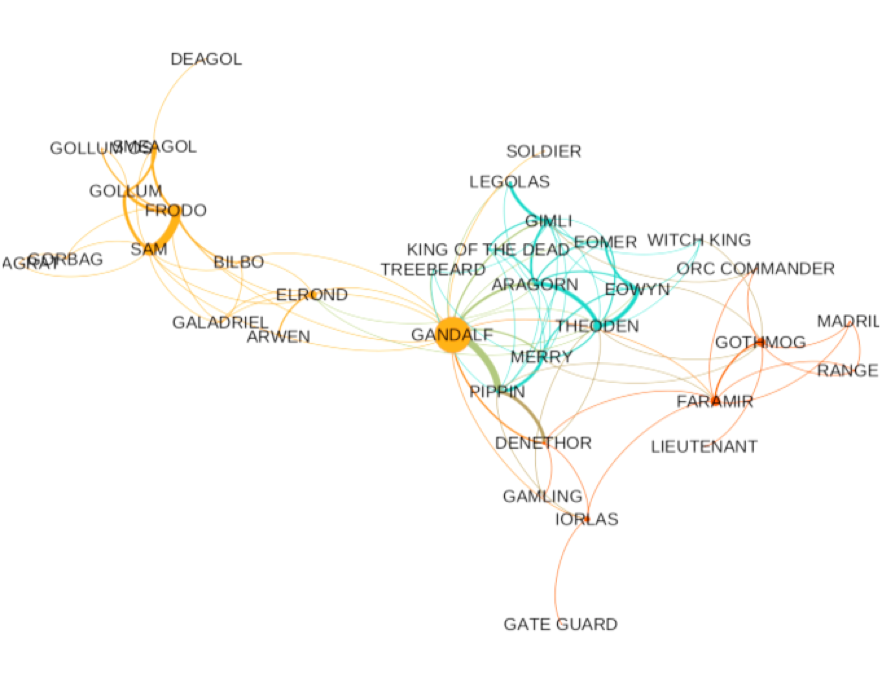 DEAGOL
GOLLUM OS
SMEAGOL
SOLDIER
LEGOLAS
GOLLUM
FRODO
GIMLI
SAM
KING OF THE DEAD
EOMER
WITCH KING
AGRAT
GORBAG
BILBO
TREEBEARD
ORC COMMANDER
ARAGORN
EOWYN
ELROND
GALADRIEL
ARWEN
GANDALF
THEODEN
MADRIL
GOTHMOG
MERRY
RANGE
PIPPIN
FARAMIR
DENETHOR
LIEUTENANT
GAMLING
IORLAS
GATE GUARD